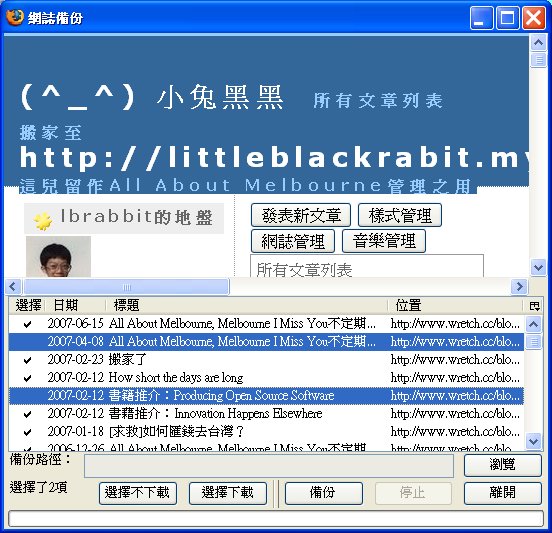 網誌備份
(^_^) 小兔黑黑 所有文章列表
搬家至
http://littleblackrabit.my
這兒留作All About Melbourne管理之用
lbrabbit的地盤
發表新文章 樣式管理
網誌管理 音樂管理
所有文章列表
選擇 日期 標題 位置
2007-06-15 All About Melbourne, Melbourne I Miss You不定期... http://www.wretch.cc/blo...
2007-04-08 All About Melbourne, Melbourne I Miss You不定期... http://www.wretch.cc/blo...
2007-02-23 搬家了 http://www.wretch.cc/blo...
2007-02-12 How short the days are long http://www.wretch.cc/blo...
2007-02-12 書籍推介：Producing Open Source Software http://www.wretch.cc/blo...
2007-02-12 書籍推介：Innovation Happens Elsewhere http://www.wretch.cc/blo...
2007-01-18 [求救]如何匯錢去台灣？ http://www.wretch.cc/blo...
2006-12-26 All About Melbourne, Melbourne I Miss You不定期... http://www.wretch.cc/blo...
備份路徑： 瀏覽
選擇了2項 選擇不下載 選擇下載 備份 停止 離開